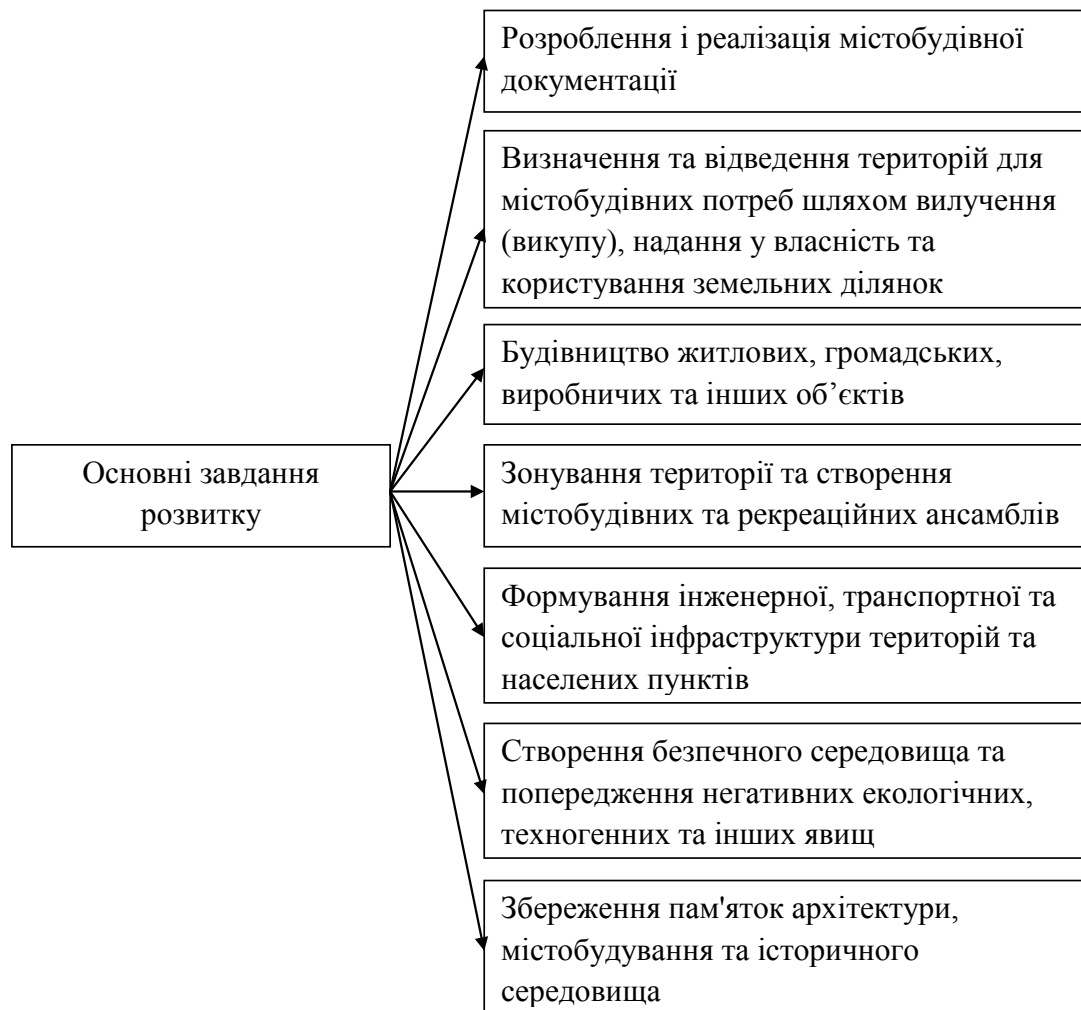 Розроблення і реалізація містобудівної
документації
Визначення та відведення територій для
містобудівних потреб шляхом вилучення
(викупу), надання у власність та
користування земельних ділянок
Будівництво житлових, громадських,
виробничих та інших об’єктів
Основні завдання
розвитку
Зонування території та створення
містобудівних та рекреаційних ансамблів
Формування інженерної, транспортної та
соціальної інфраструктури територій та
населених пунктів
Створення безпечного середовища та
попередження негативних екологічних,
техногенних та інших явищ
Збереження пам'яток архітектури,
містобудування та історичного
середовища